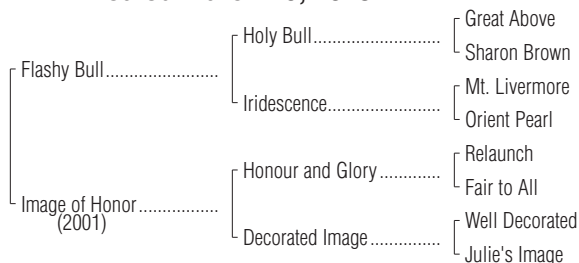 Great Above
Holy Bull
Sharon Brown
Flashy Bull
Mt. Livermore
Iridescence
Orient Pearl
Relaunch
Honour and Glory
Fair to All
Image of Honor
(2001)
Well Decorated
Decorated Image
Julie's Image